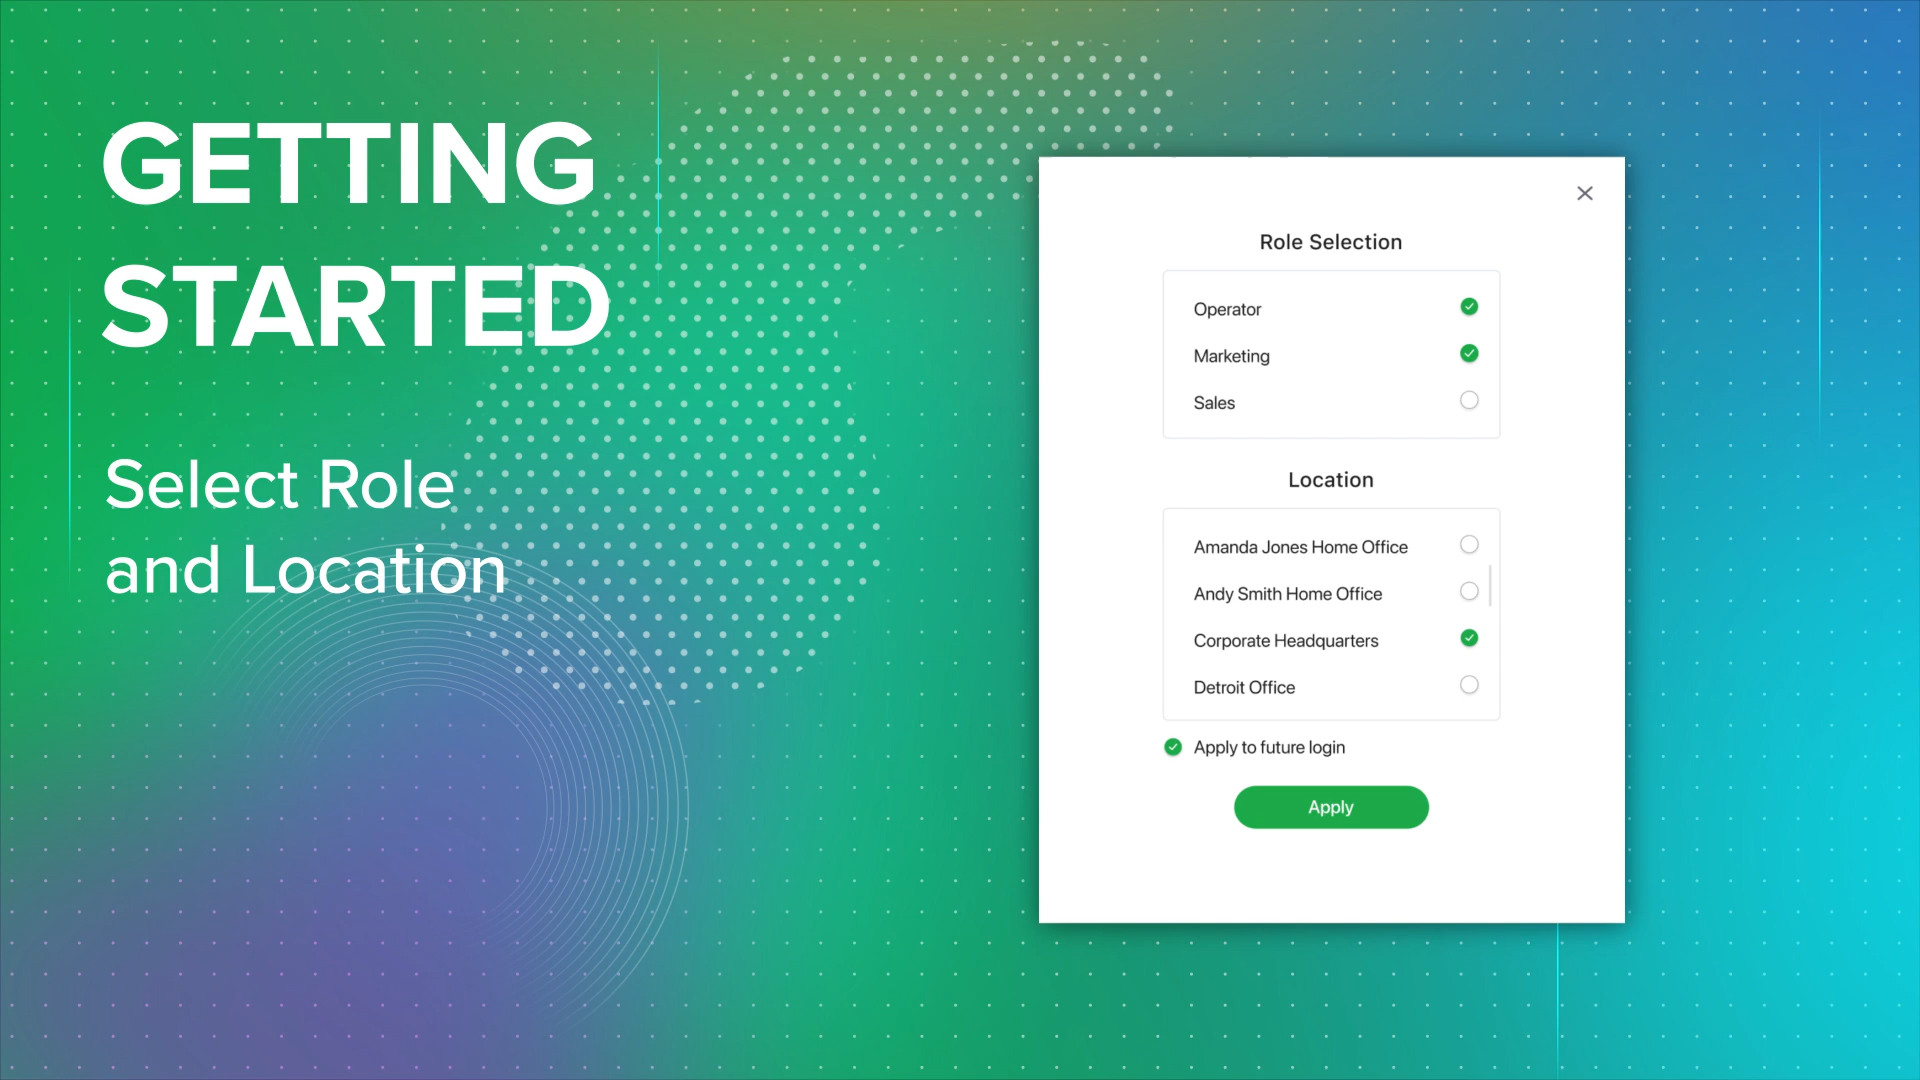 GETTING
STARTED
Select Role
and Location
Role Selection
Operator
Marketing
Sales
Location
Amanda Jones Home Office
Andy Smith Home Office
Corporate Headquarters
Detroit Office
Apply to future login
Apply